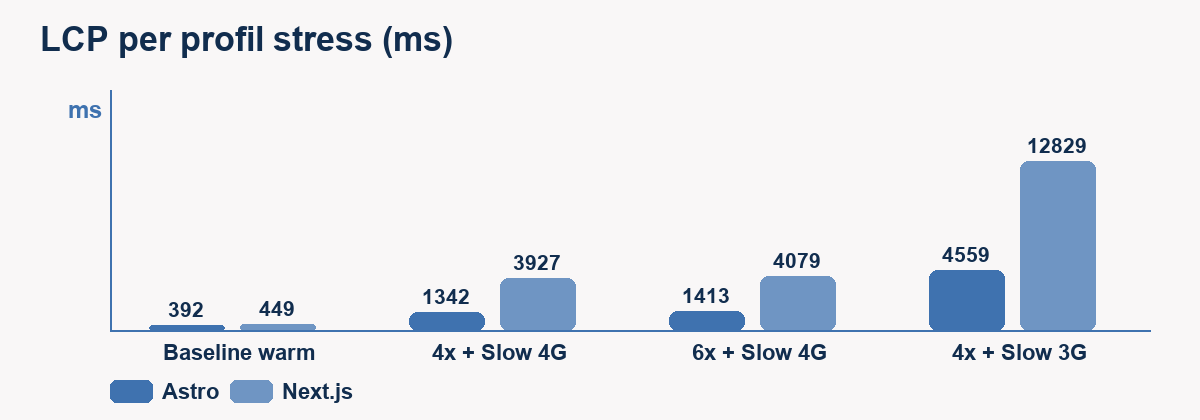 LCP per profil stress (ms)
ms
12829
4559
3927
4079
1342
1413
392
449
Baseline warm
4x + Slow 4G
6x + Slow 4G
4x + Slow 3G
Astro
Next.js